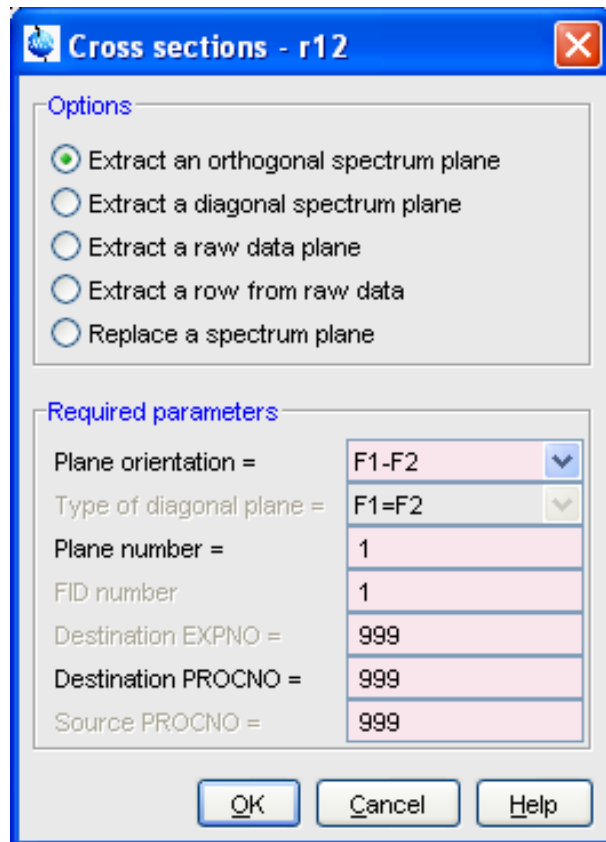 Cross sections - r12
Options
Extract an orthogonal spectrum plane
Extract a diagonal spectrum plane
Extract a raw data plane
Extract a row from raw data
Replace a spectrum plane
Required parameters
Plane orientation = F1-F2
Type of diagonal plane = F1=F2
Plane number = 1
FID number 1
Destination EXPNO = 999
Destination PROCNO = 999
Source PROCNO = 999
OK Cancel Help